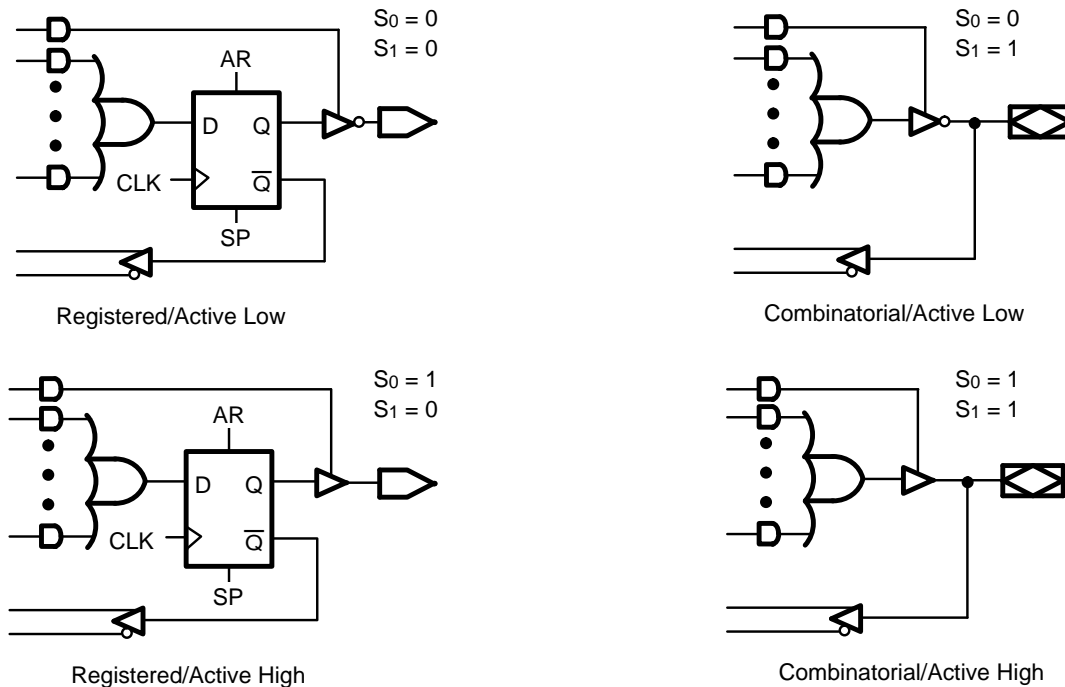 S0 = 0
S1 = 0
AR
D Q
CLK Q̅
SP
Registered/Active Low
S0 = 0
S1 = 1
Combinatorial/Active Low
S0 = 1
S1 = 0
AR
D Q
CLK Q̅
SP
Registered/Active High
S0 = 1
S1 = 1
Combinatorial/Active High